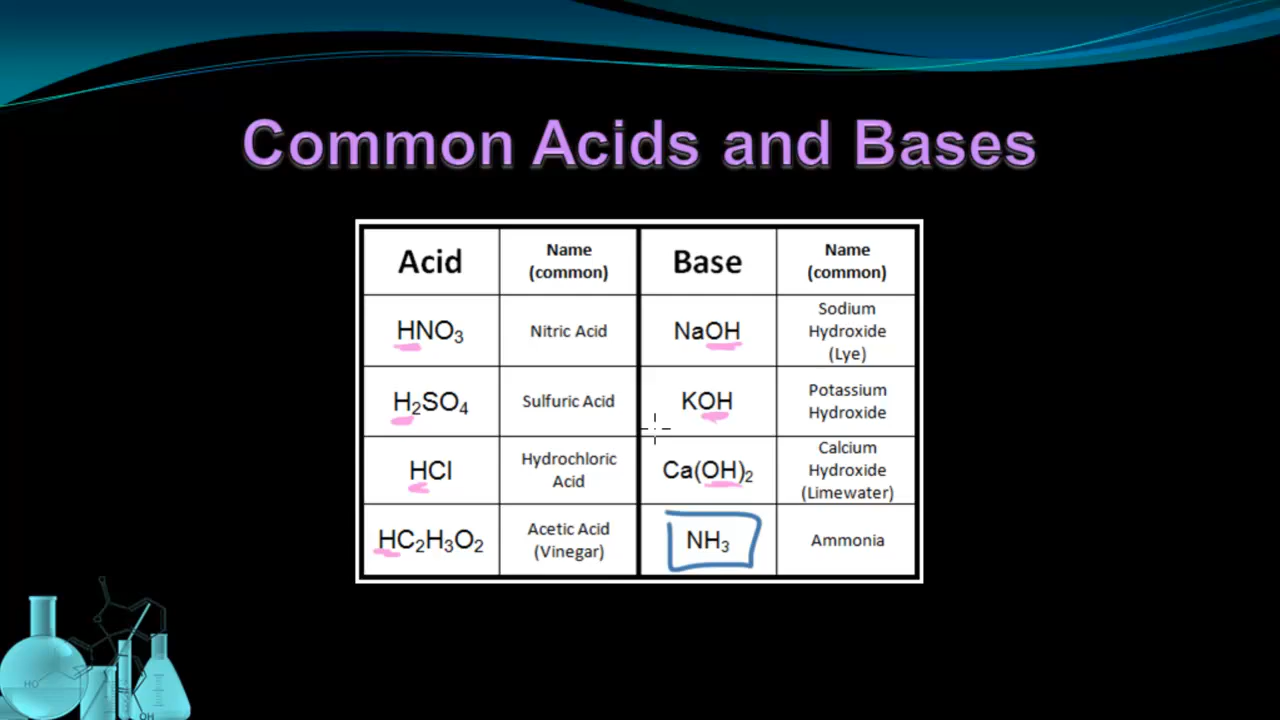 Common Acids and Bases
Acid
Name
(common)
Base
Name
(common)
HNO₃
Nitric Acid
NaOH
Sodium
Hydroxide
(Lye)
H₂SO₄
Sulfuric Acid
KOH
Potassium
Hydroxide
HCl
Hydrochloric
Acid
Ca(OH)₂
Calcium
Hydroxide
(Limewater)
HC₂H₃O₂
Acetic Acid
(Vinegar)
NH₃
Ammonia
HO
OH